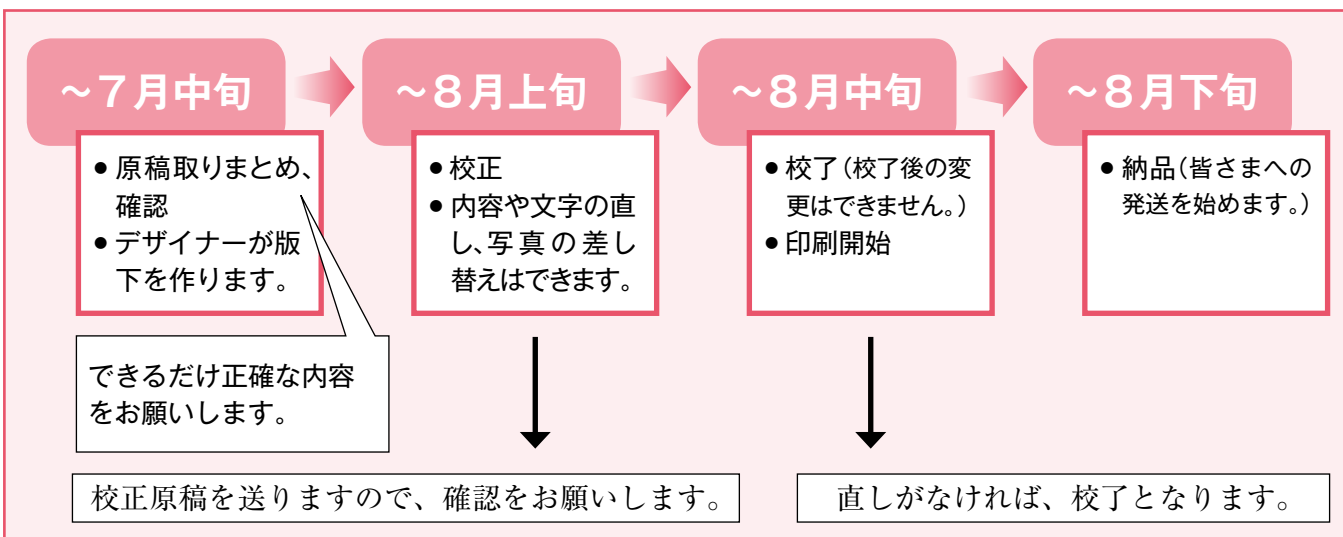 ～７月中旬
● 原稿取りまとめ、
確認
● デザイナーが版
下を作ります。
できるだけ正確な内容
をお願いします。
～８月上旬
● 校正
● 内容や文字の直
し、写真の差し
替えはできます。
校正原稿を送りますので、確認をお願いします。
～８月中旬
● 校了（校了後の変
更はできません。）
● 印刷開始
直しがなければ、校了となります。
～８月下旬
● 納品（皆さまへの
発送を始めます。）